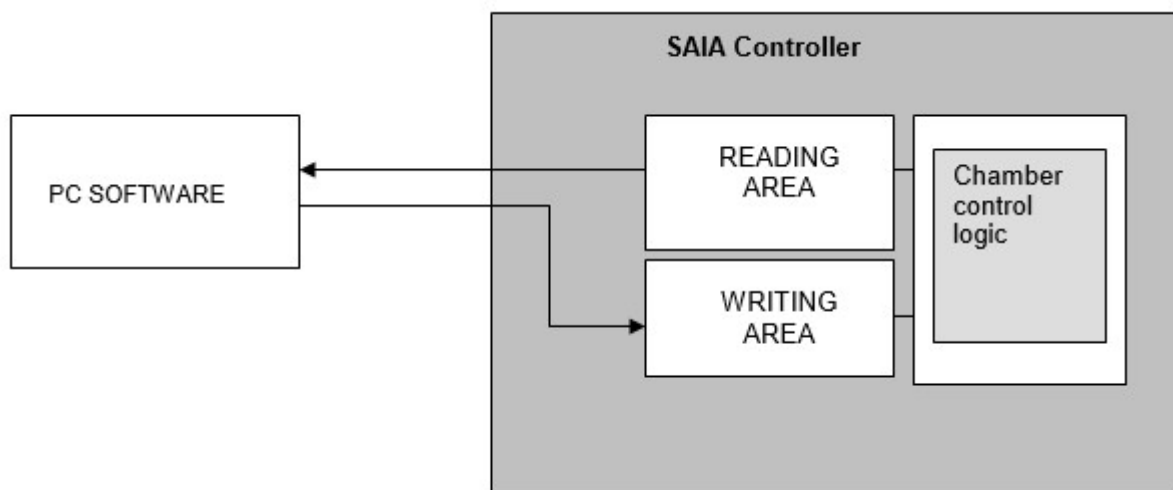 SAIA Controller
PC SOFTWARE
READING
AREA
WRITING
AREA
Chamber
control
logic